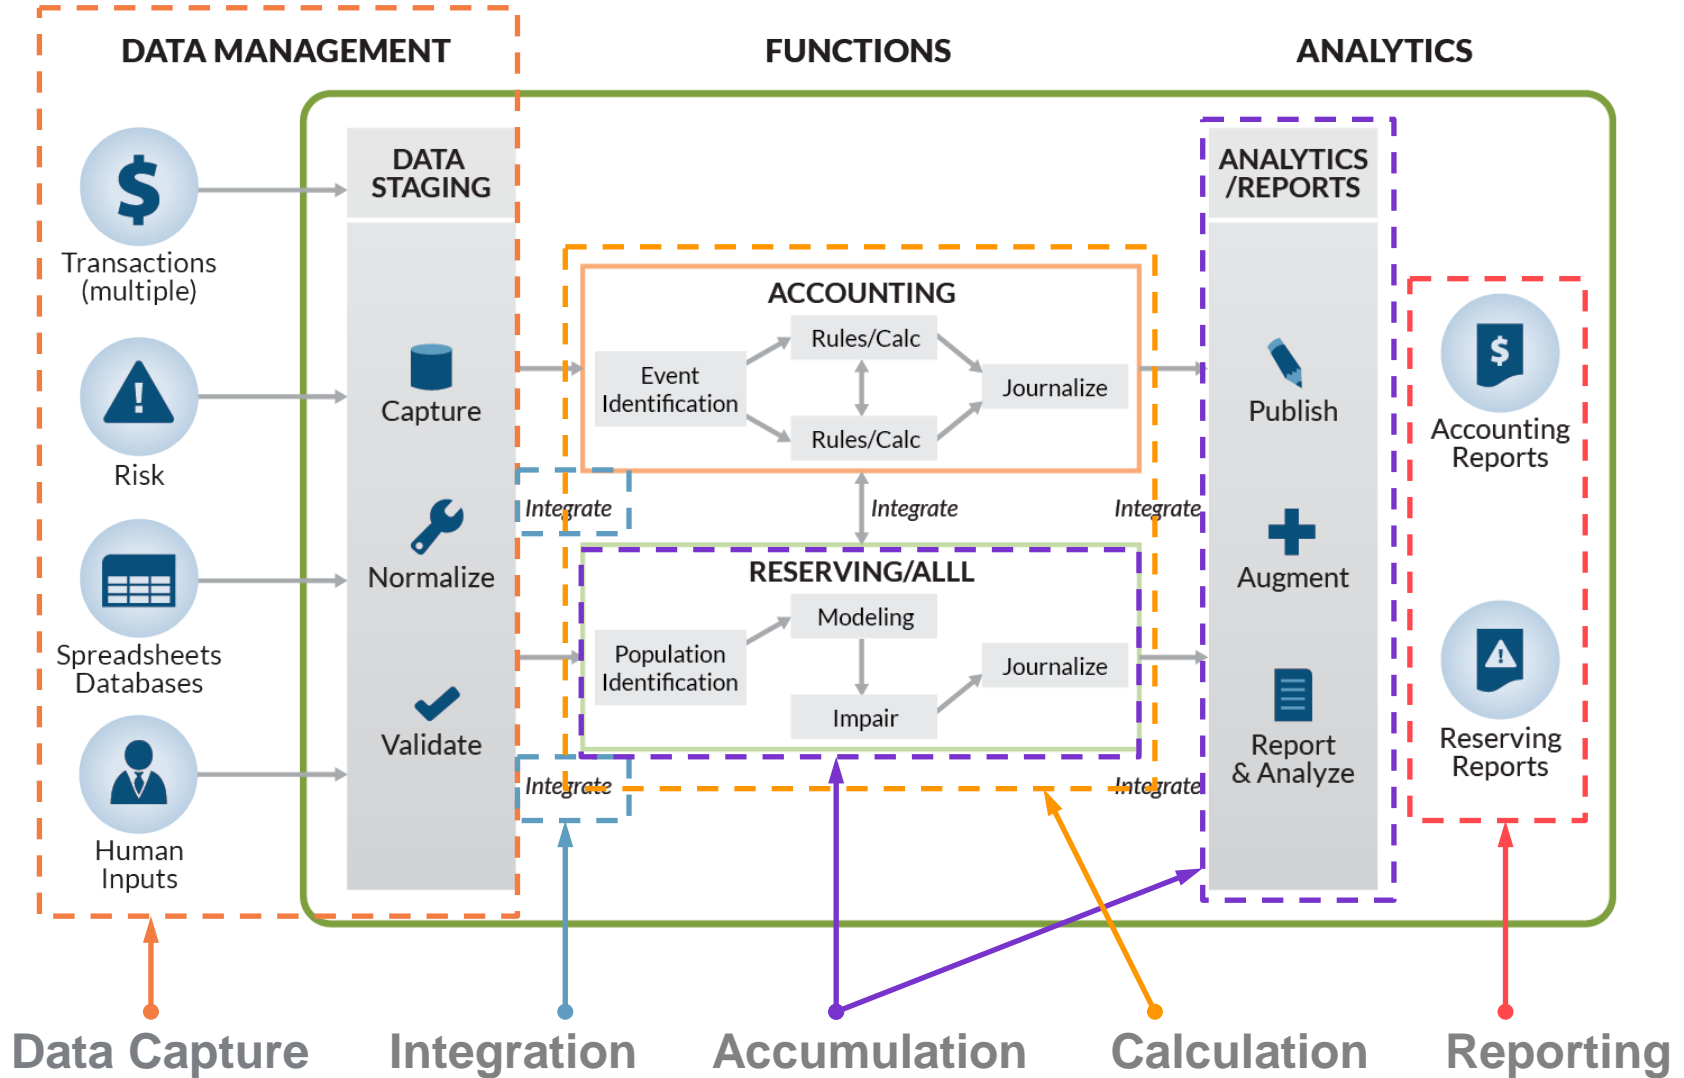 DATA MANAGEMENT
FUNCTIONS
ANALYTICS
Transactions
(multiple)
Risk
Spreadsheets
Databases
Human
Inputs
DATA
STAGING
Capture
Normalize
Validate
ACCOUNTING
Event
Identification
Rules/Calc
Rules/Calc
Journalize
Integrate
Integrate
Integrate
RESERVING/ALLL
Population
Identification
Modeling
Impair
Journalize
Integrate
Integrate
ANALYTICS
/REPORTS
Publish
Augment
Report
& Analyze
$
Accounting
Reports
!
Reserving
Reports
$
!
Data Capture
Integration
Accumulation
Calculation
Reporting